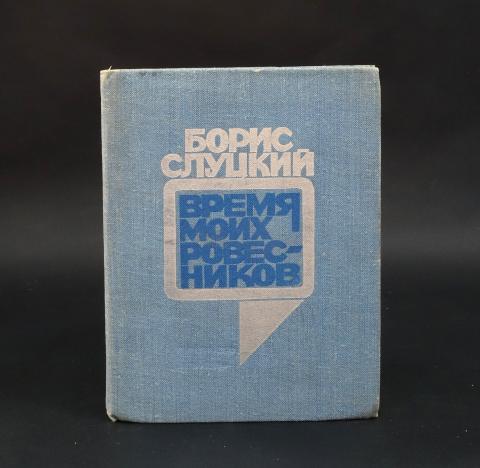 БОРИС
СЛУЦКИЙ
ВРЕМЯ
МОИХ
РОВЕС-
НИКОВ